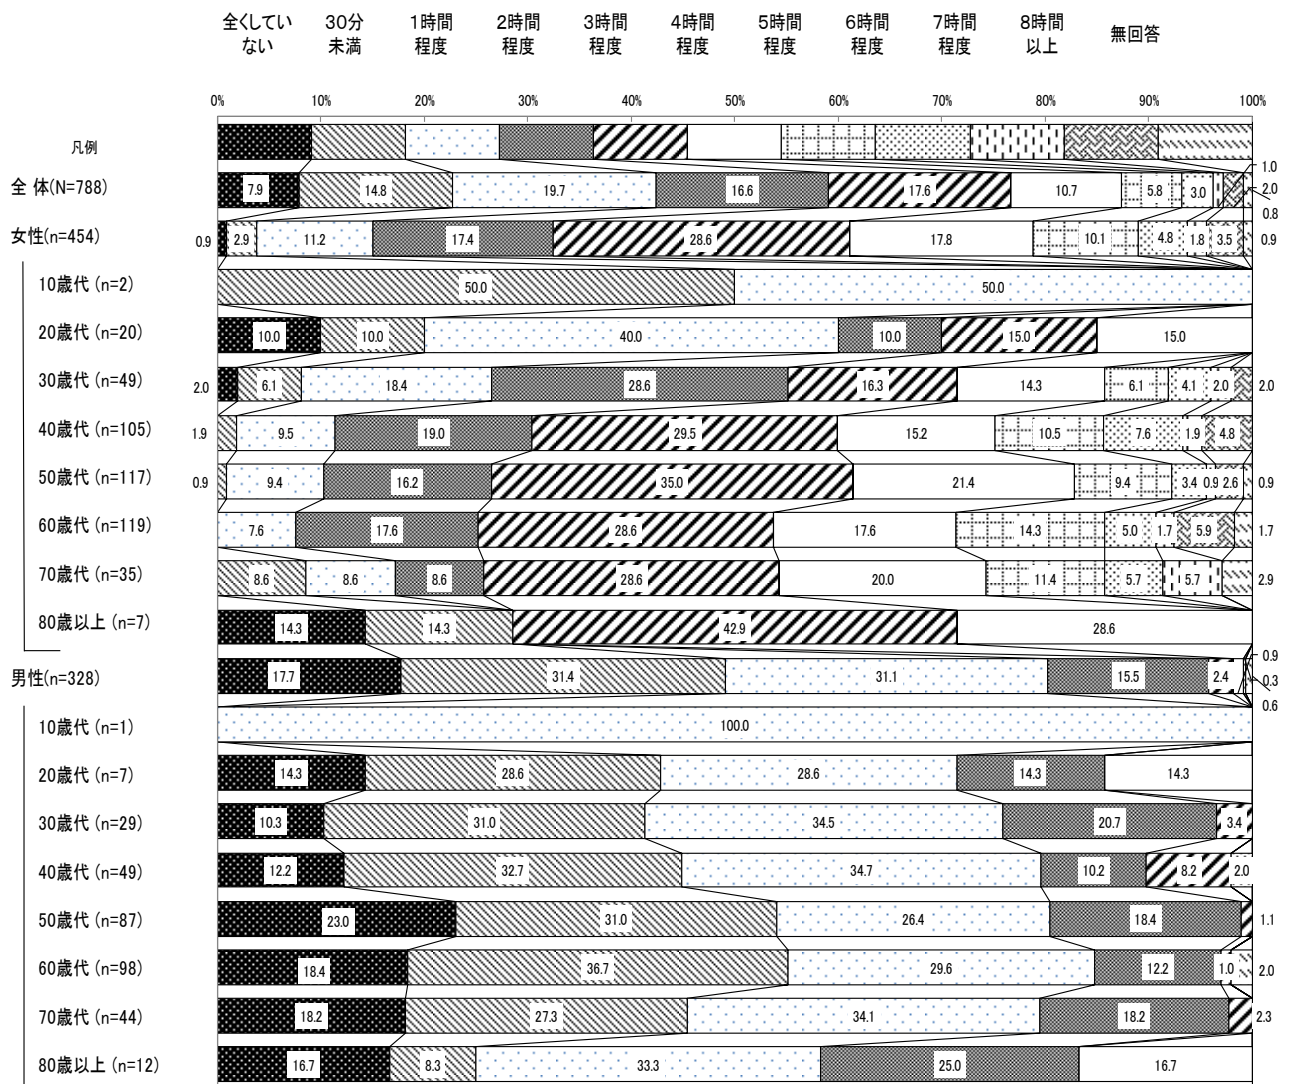 全くしてい 30分 1時間 2時間 3時間 4時間 5時間 6時間 7時間 8時間 無回答
ない 未満 程度 程度 程度 程度 程度 程度 程度 以上
0% 10% 20% 30% 40% 50% 60% 70% 80% 90% 100%
凡例
全 体(N=788) 7.9 14.8 19.7 16.6 17.6 10.7 5.8 3.0 1.0 2.0 0.8
女性(n=454) 0.9 2.9 11.2 17.4 28.6 17.8 10.1 4.8 1.8 3.5 0.9
10歳代 (n=2) 50.0 50.0
20歳代 (n=20) 10.0 10.0 40.0 10.0 15.0 15.0
30歳代 (n=49) 2.0 6.1 18.4 28.6 16.3 14.3 6.1 4.1 2.0 2.0
40歳代 (n=105) 1.9 9.5 19.0 29.5 15.2 10.5 7.6 1.9 4.8
50歳代 (n=117) 0.9 9.4 16.2 35.0 21.4 9.4 3.4 0.9 2.6 0.9
60歳代 (n=119) 7.6 17.6 28.6 17.6 14.3 5.0 1.7 5.9 1.7
70歳代 (n=35) 8.6 8.6 8.6 28.6 20.0 11.4 5.7 5.7 2.9
80歳以上 (n=7) 14.3 14.3 42.9 28.6
男性(n=328) 17.7 31.4 31.1 15.5 2.4 0.9 0.3 0.6
10歳代 (n=1) 100.0
20歳代 (n=7) 14.3 28.6 28.6 14.3 14.3
30歳代 (n=29) 10.3 31.0 34.5 20.7 3.4
40歳代 (n=49) 12.2 32.7 34.7 10.2 8.2 2.0
50歳代 (n=87) 23.0 31.0 26.4 18.4 1.1
60歳代 (n=98) 18.4 36.7 29.6 12.2 1.0 2.0
70歳代 (n=44) 18.2 27.3 34.1 18.2 2.3
80歳以上 (n=12) 16.7 8.3 33.3 25.0 16.7